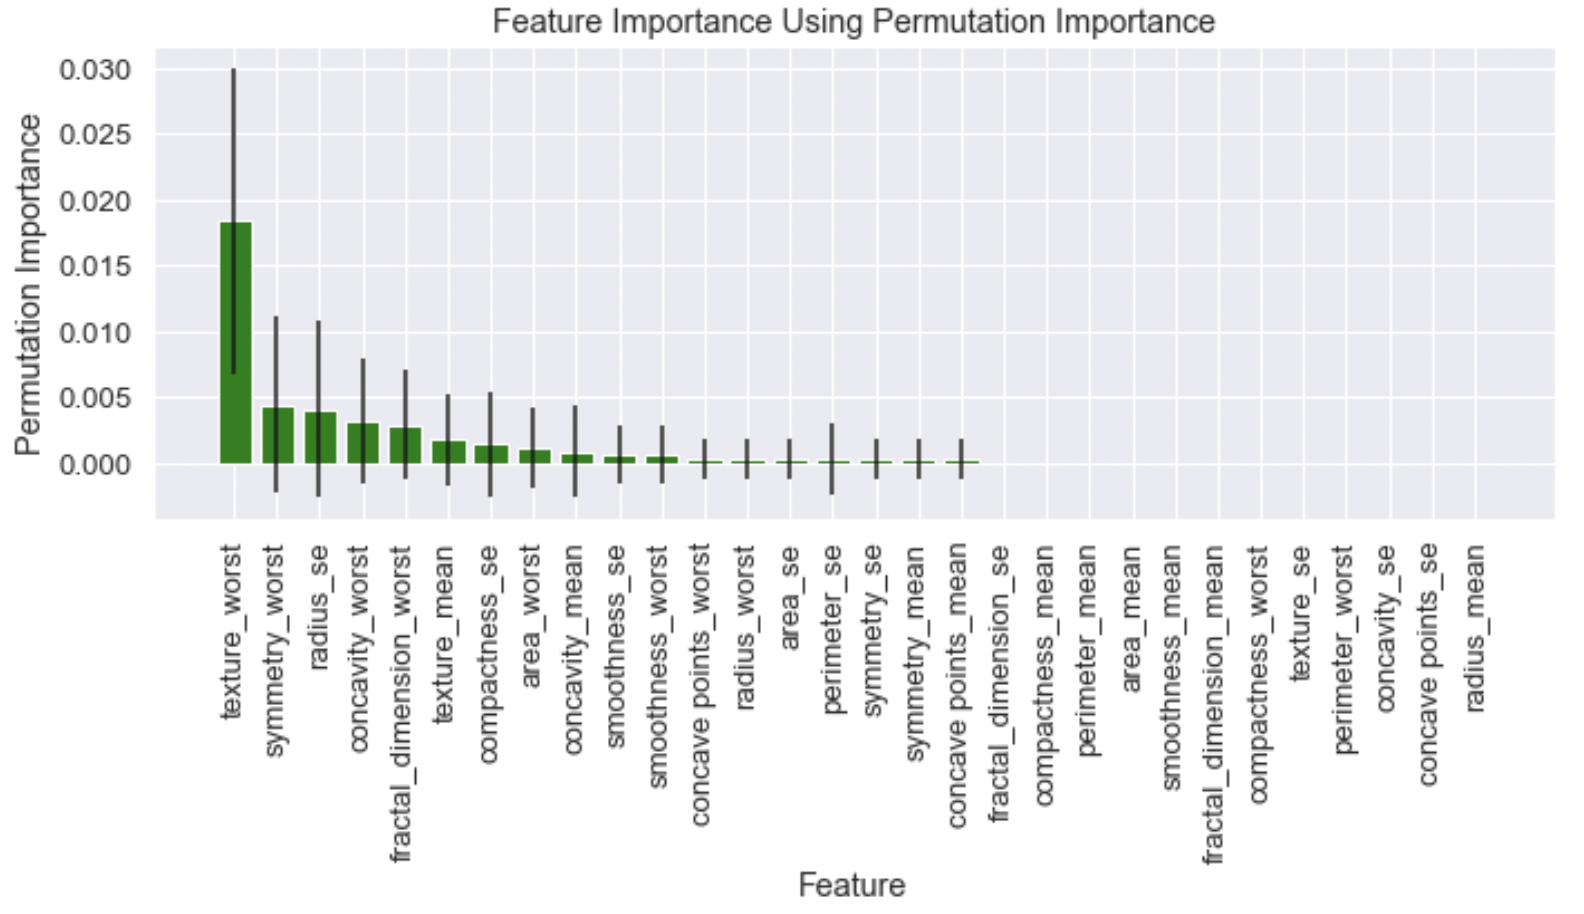 Feature Importance Using Permutation Importance
Permutation Importance
0.030
0.025
0.020
0.015
0.010
0.005
0.000
texture_worst
symmetry_worst
radius_se
concavity_worst
fractal_dimension_worst
texture_mean
compactness_se
area_worst
concavity_mean
smoothness_se
smoothness_worst
concave points_worst
radius_worst
area_se
perimeter_se
symmetry_se
symmetry_mean
concave points_mean
fractal_dimension_se
compactness_mean
perimeter_mean
area_mean
smoothness_mean
fractal_dimension_mean
compactness_worst
texture_se
perimeter_worst
concavity_se
concave points_se
radius_mean
Feature